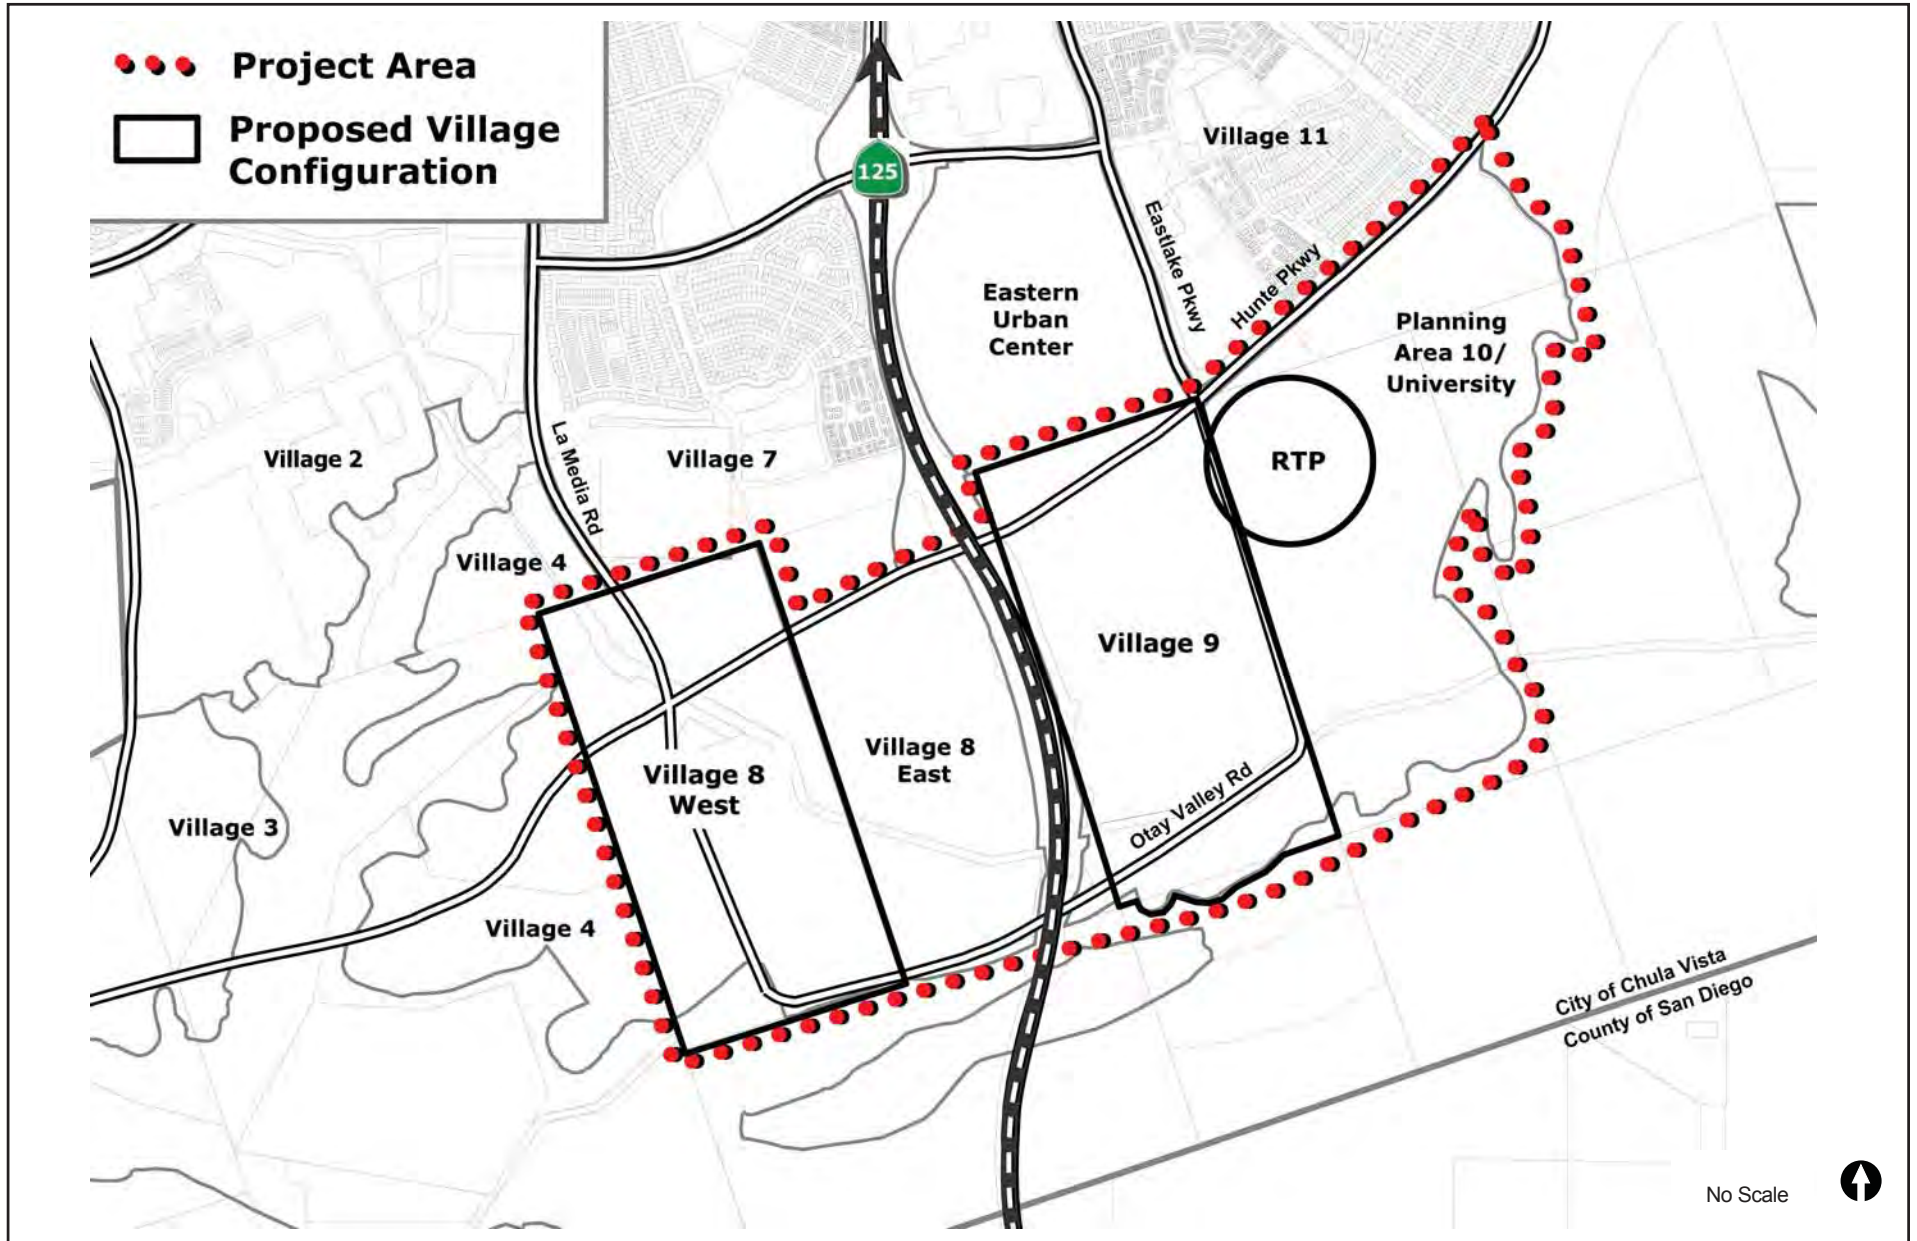 Project Area
Proposed Village
Configuration
125
Village 11
Eastlake Pkwy
Hunte Pkwy
Eastern
Urban
Center
Planning
Area 10/
University
Village 2
La Media Rd
Village 7
RTP
Village 4
Village 9
Village 8
East
Village 8
West
Otay Valley Rd
Village 3
Village 4
City of Chula Vista
County of San Diego
No Scale